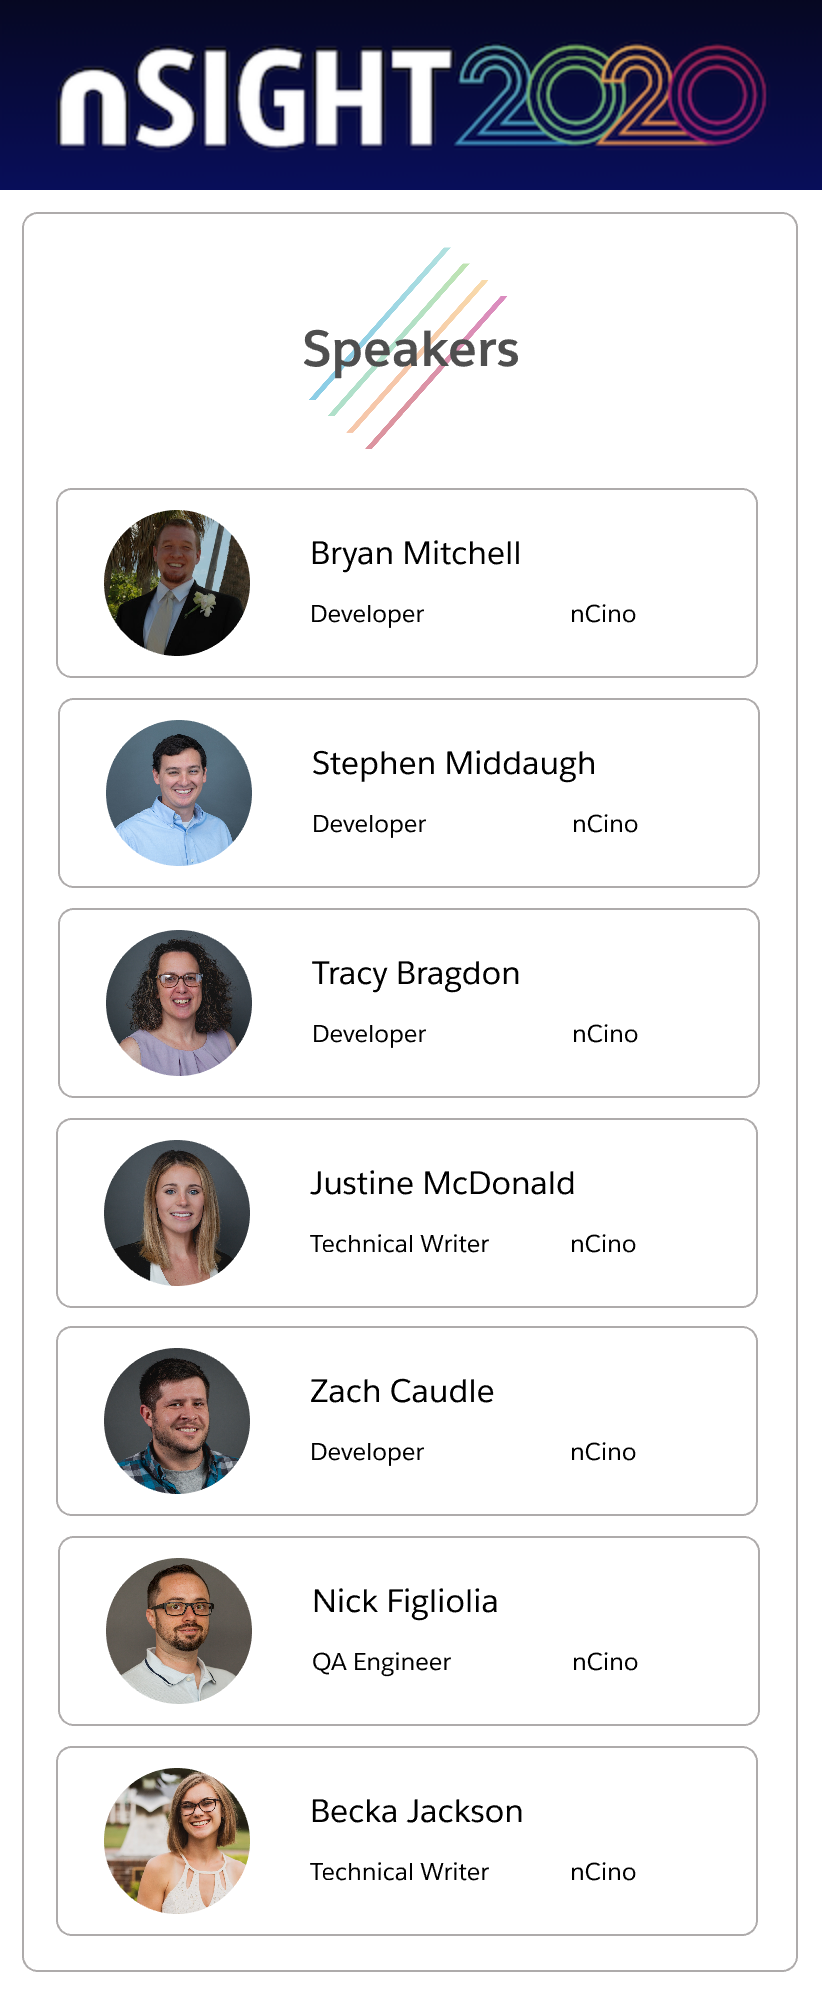 nSIGHT2020
Speakers
Bryan Mitchell
Developer nCino
Stephen Middaugh
Developer nCino
Tracy Bragdon
Developer nCino
Justine McDonald
Technical Writer nCino
Zach Caudle
Developer nCino
Nick Figliolia
QA Engineer nCino
Becka Jackson
Technical Writer nCino